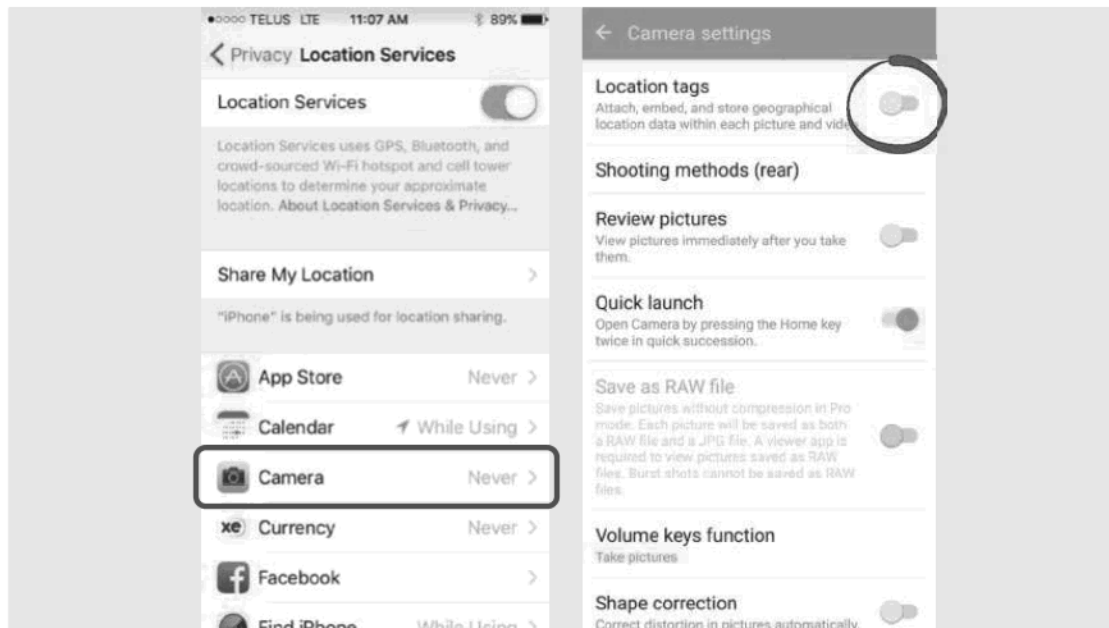 TELUS LTE 11:07 AM 89%
Privacy Location Services
Location Services
Location Services uses GPS, Bluetooth, and
crowd-sourced Wi-Fi hotspot and cell tower
locations to determine your approximate
location. About Location Services & Privacy...
Share My Location
"iPhone" is being used for location sharing.
App Store Never
Calendar While Using
Camera Never
xe Currency Never
Facebook
Find iPhone While Using
Camera settings
Location tags
Attach, embed, and store geographical
location data within each picture and video
Shooting methods (rear)
Review pictures
View pictures immediately after you take
them.
Quick launch
Open Camera by pressing the Home key
twice in quick succession.
Save as RAW file
Save pictures without compression in Pro
mode. Each picture will be saved as both
a RAW file and a JPG file. A viewer app is
required to view pictures saved as RAW
files. Burst shots cannot be saved as RAW
files.
Volume keys function
Take pictures
Shape correction
Correct distortion in pictures automatically.